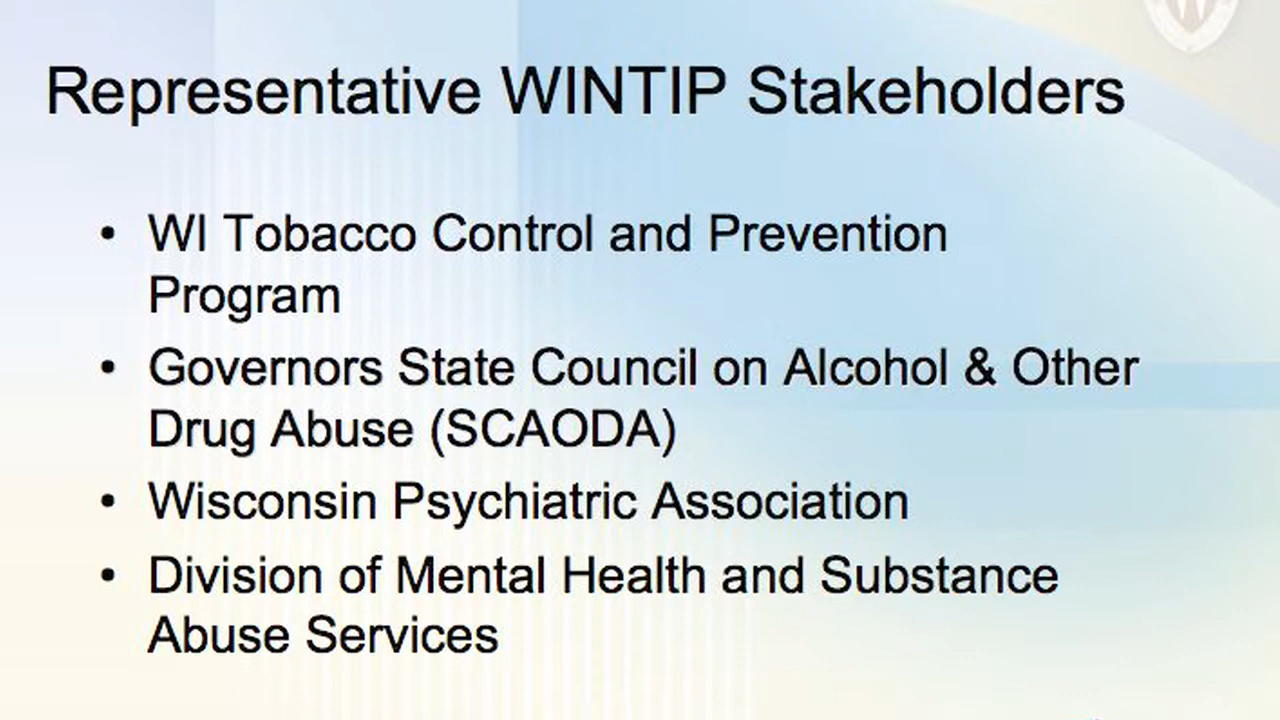 Representative WINTIP Stakeholders
• WI Tobacco Control and Prevention
Program
• Governors State Council on Alcohol & Other
Drug Abuse (SCAODA)
• Wisconsin Psychiatric Association
• Division of Mental Health and Substance
Abuse Services